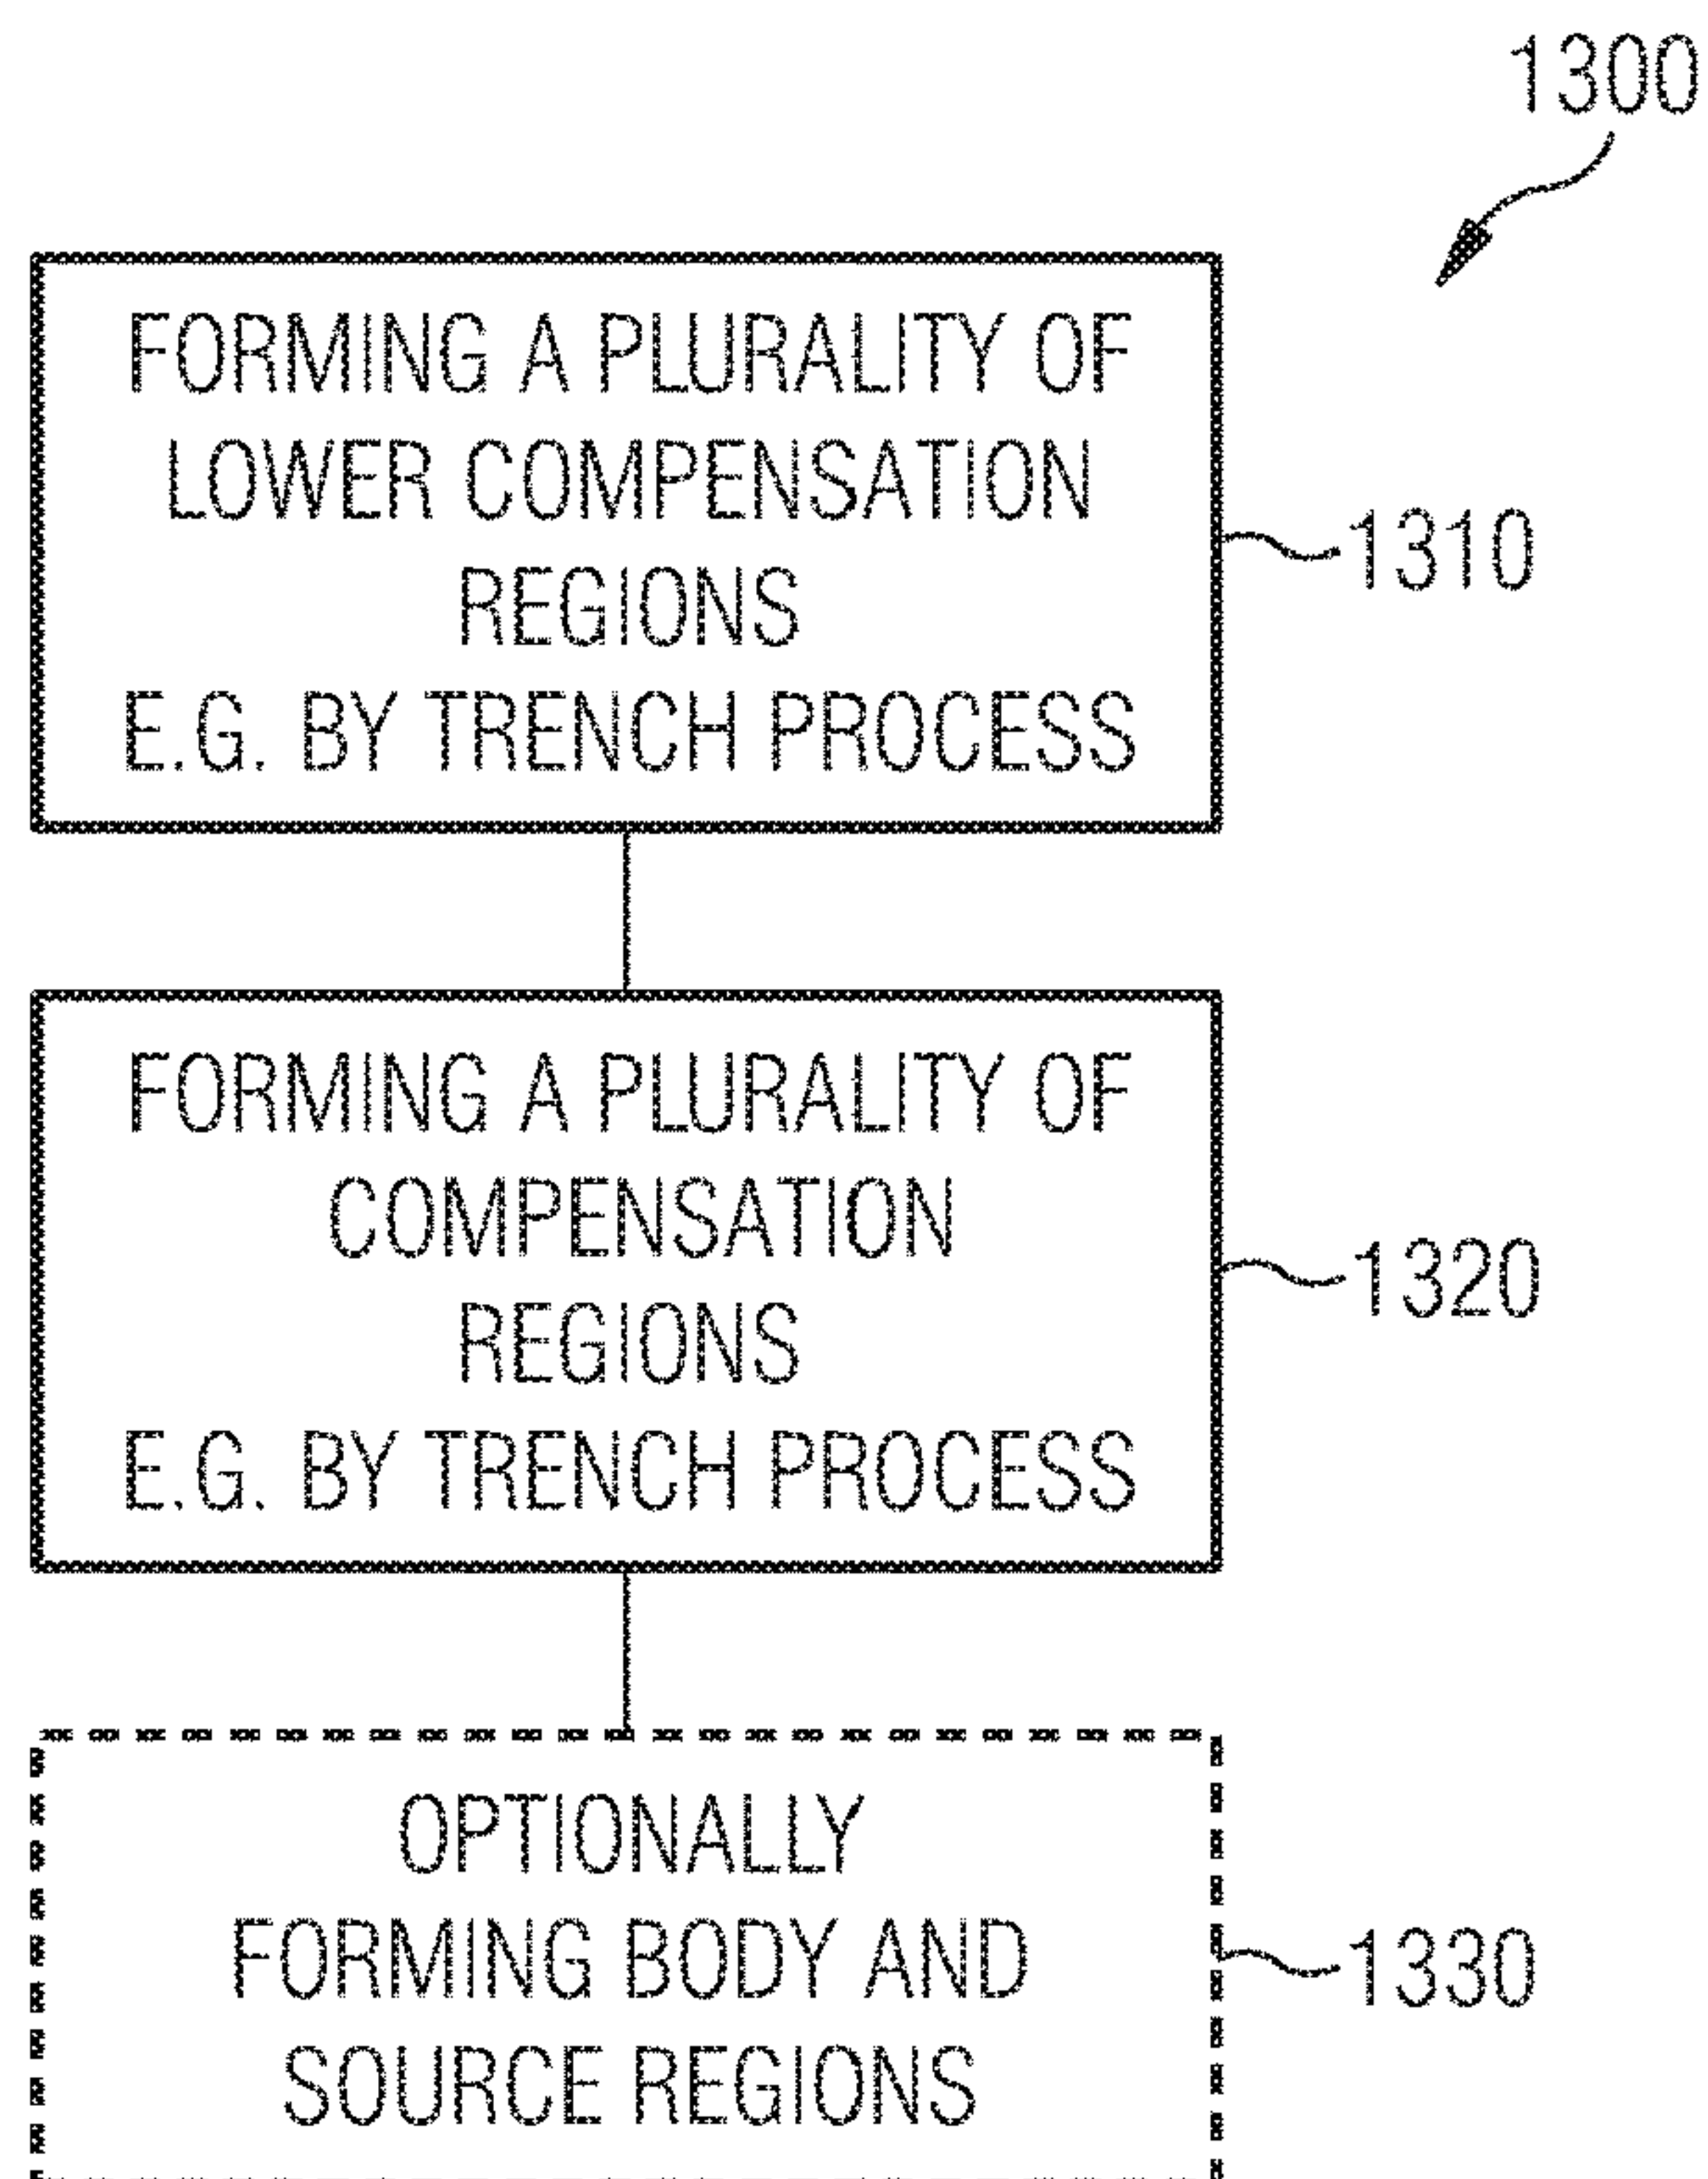 1300
FORMING A PLURALITY OF
LOWER COMPENSATION
REGIONS
E.G. BY TRENCH PROCESS
1310
FORMING A PLURALITY OF
COMPENSATION
REGIONS
E.G. BY TRENCH PROCESS
1320
OPTIONALLY
FORMING BODY AND
SOURCE REGIONS
1330